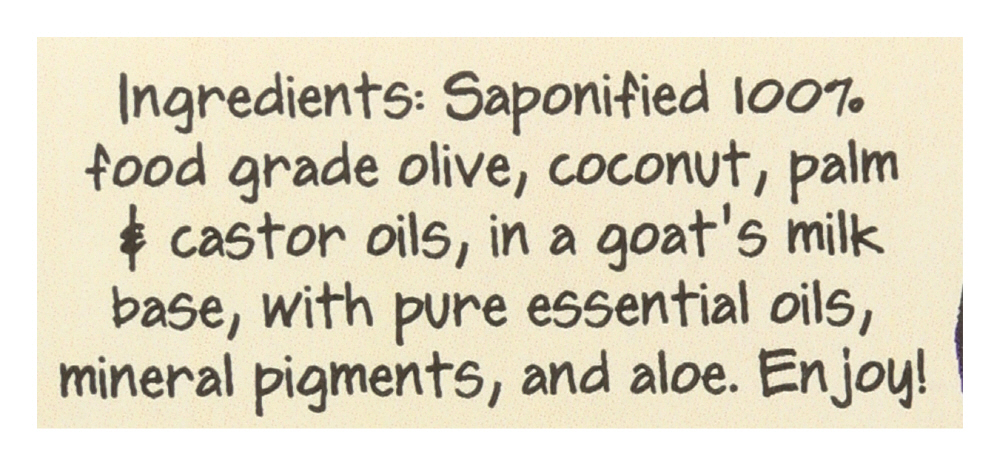 Ingredients: Saponified 100%
food grade olive, coconut, palm
& castor oils, in a goat's milk
base, with pure essential oils,
mineral pigments, and aloe. Enjoy!